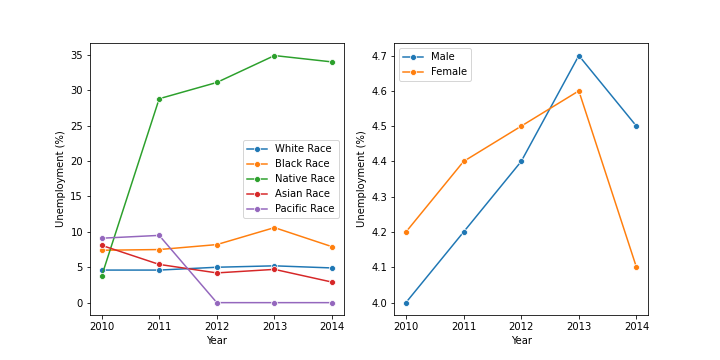 35
30
25
20
15
10
5
0
Unemployment (%)
White Race
Black Race
Native Race
Asian Race
Pacific Race
2010 2011 2012 2013 2014
Year
4.7
4.6
4.5
4.4
4.3
4.2
4.1
4.0
Unemployment (%)
Male
Female
2010 2011 2012 2013 2014
Year